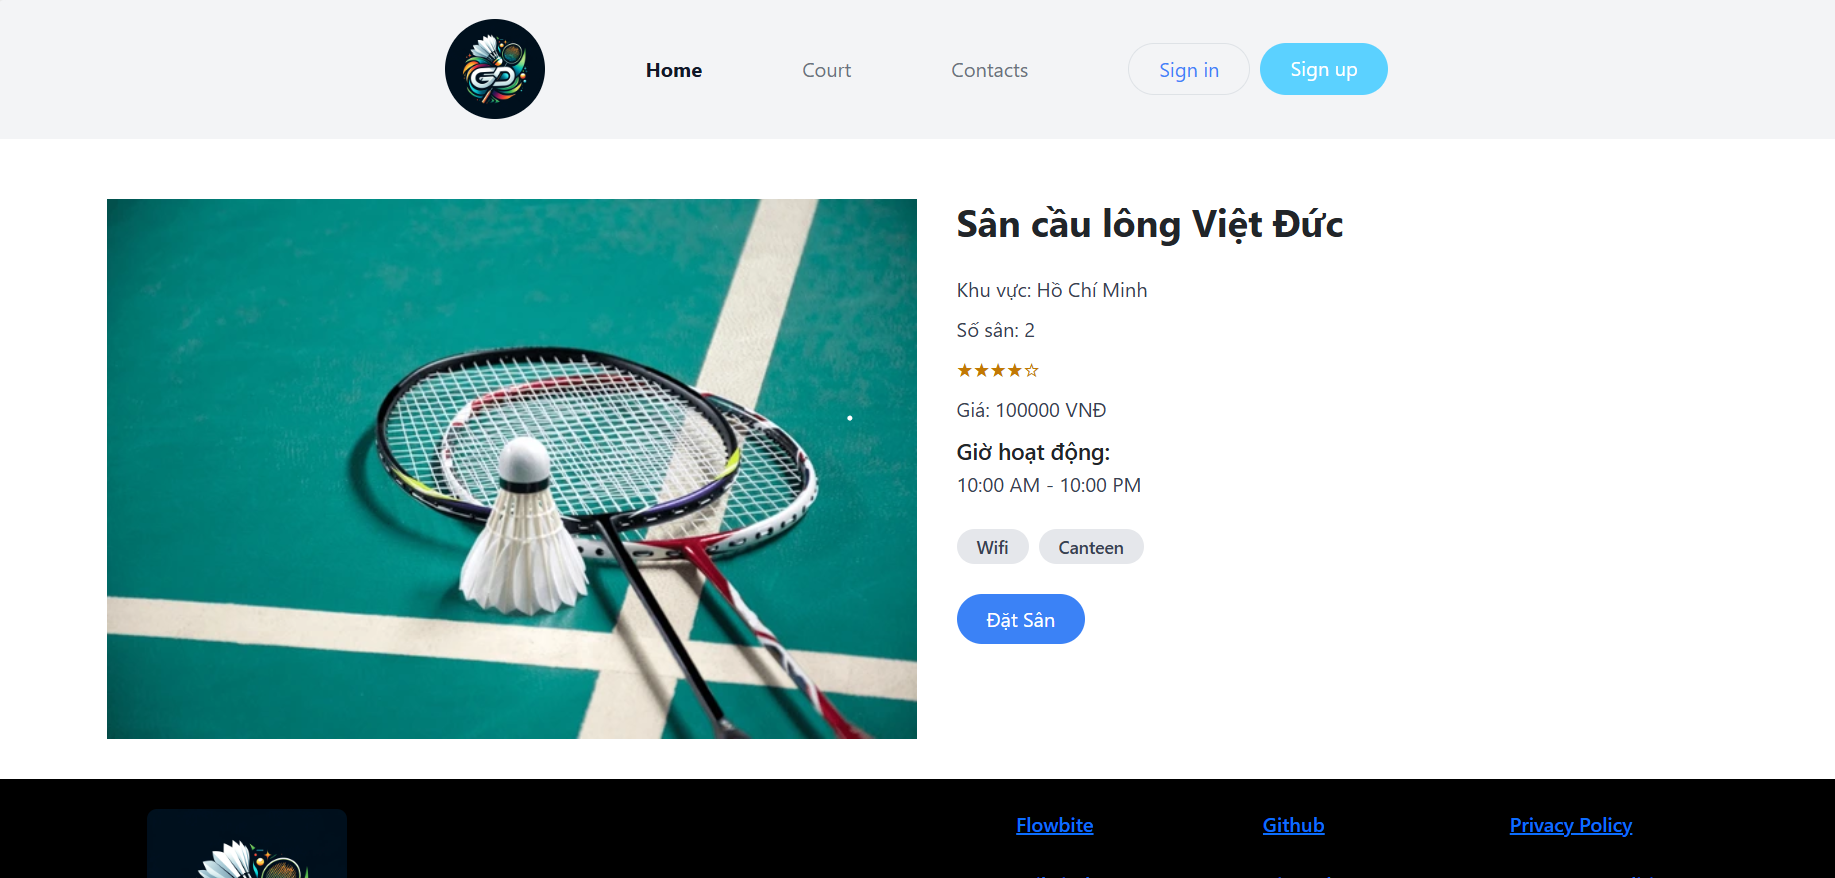 GD
Home
Court
Contacts
Sign in
Sign up
Sân cầu lông Việt Đức
Khu vực: Hồ Chí Minh
Số sân: 2
★★★★☆
Giá: 100000 VNĐ
Giờ hoạt động:
10:00 AM - 10:00 PM
Wifi
Canteen
Đặt Sân
Flowbite
Github
Privacy Policy